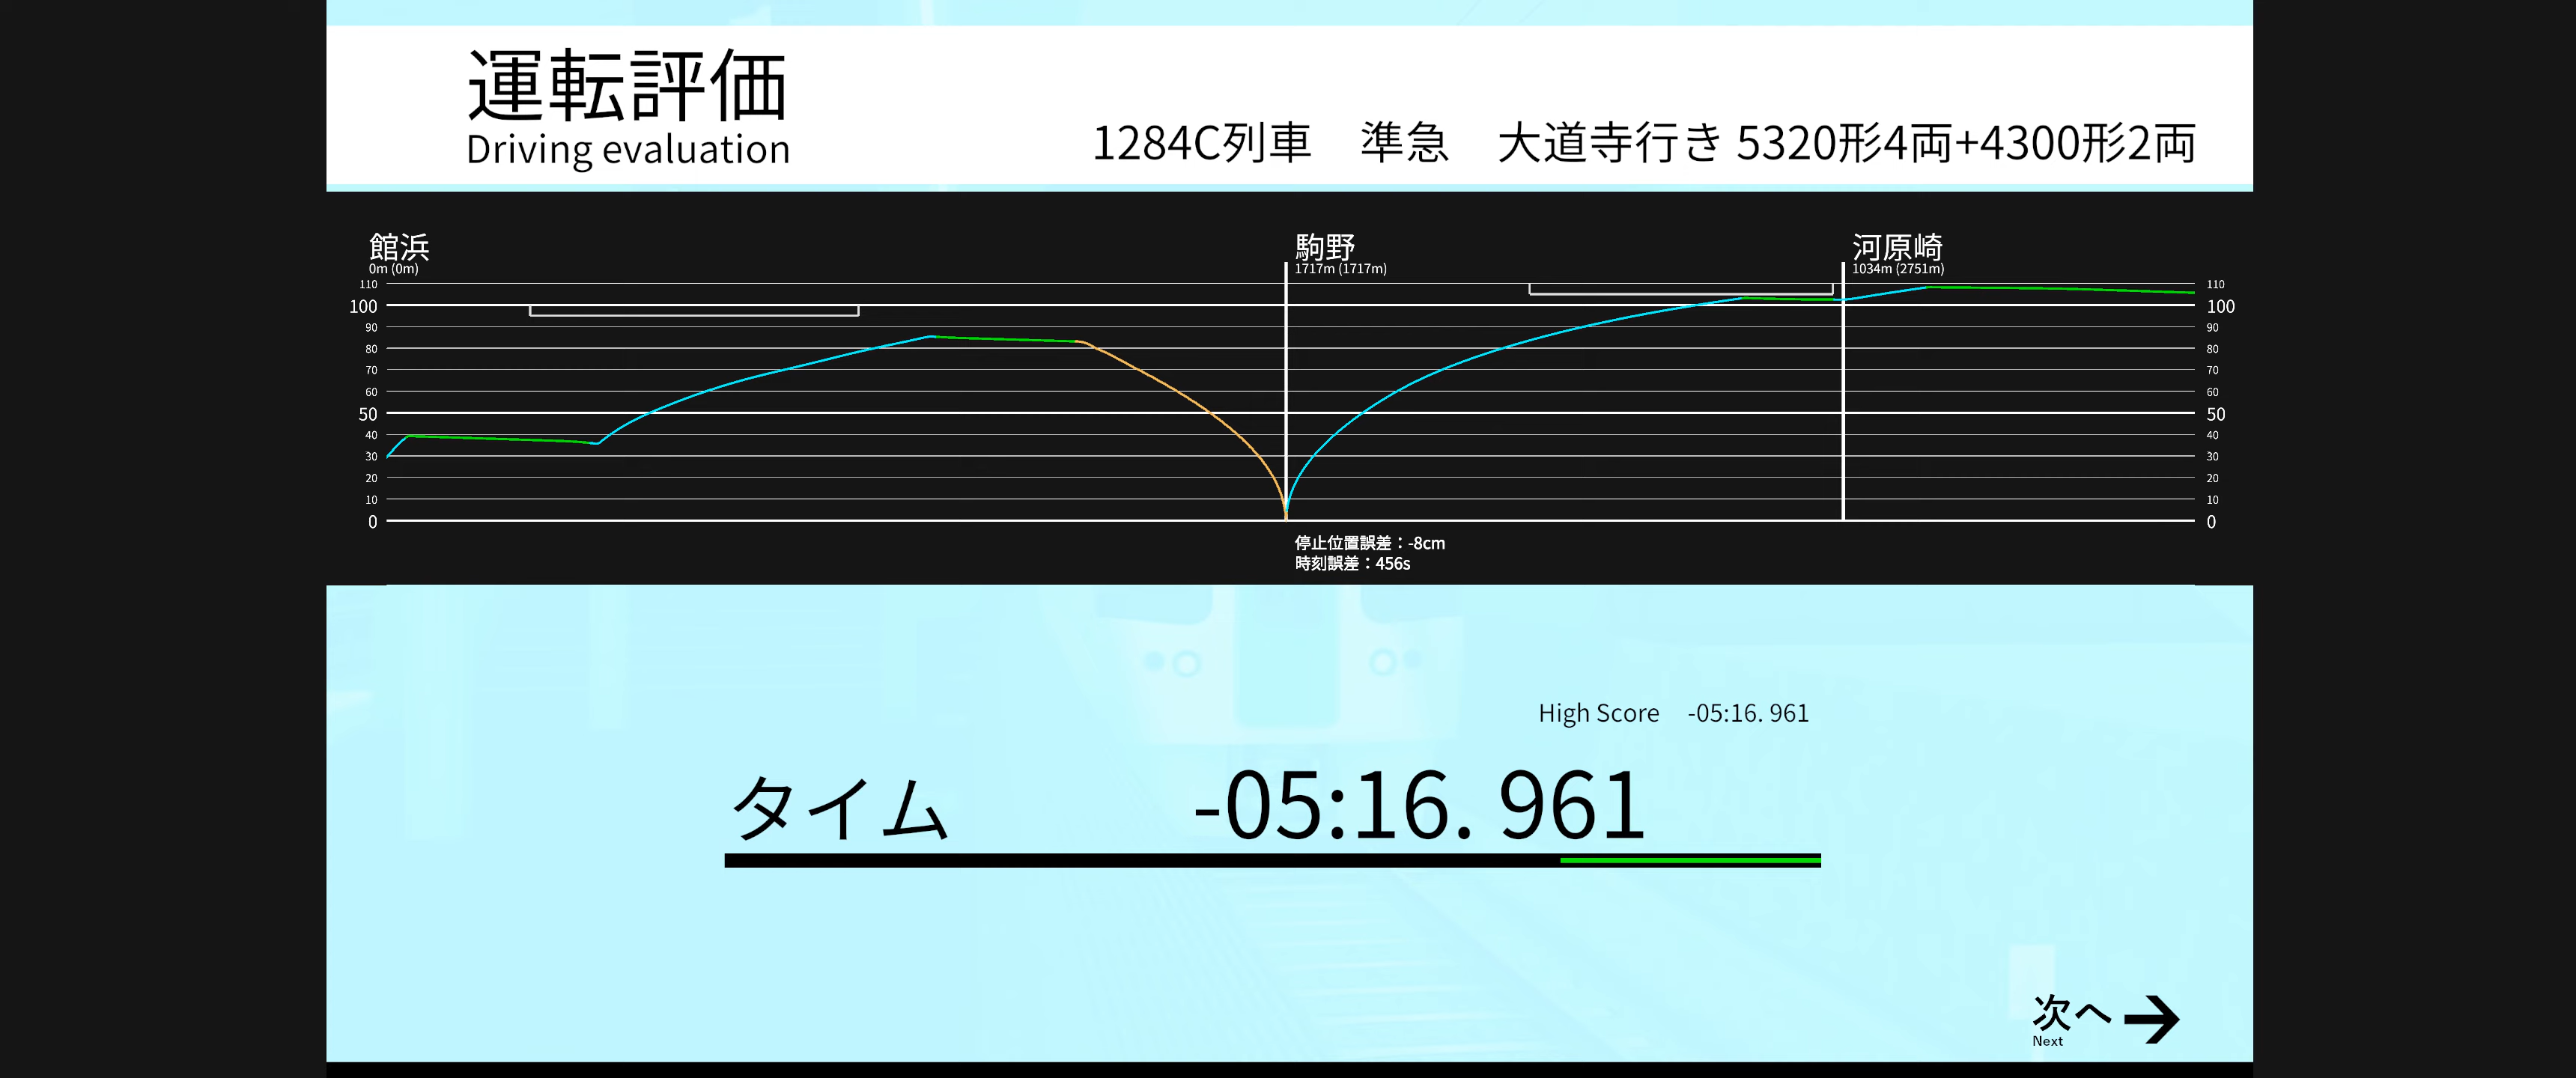 運転評価
Driving evaluation
1284C列車　準急　大道寺行き 5320形4両+4300形2両
館浜
0m (0m)
駒野
1717m (1717m)
河原崎
1034m (2751m)
110
100
90
80
70
60
50
40
30
20
10
0
110
100
90
80
70
60
50
40
30
20
10
0
停止位置誤差：-8cm
時刻誤差：456s
High Score -05:16. 961
タイム -05:16. 961
次へ
Next